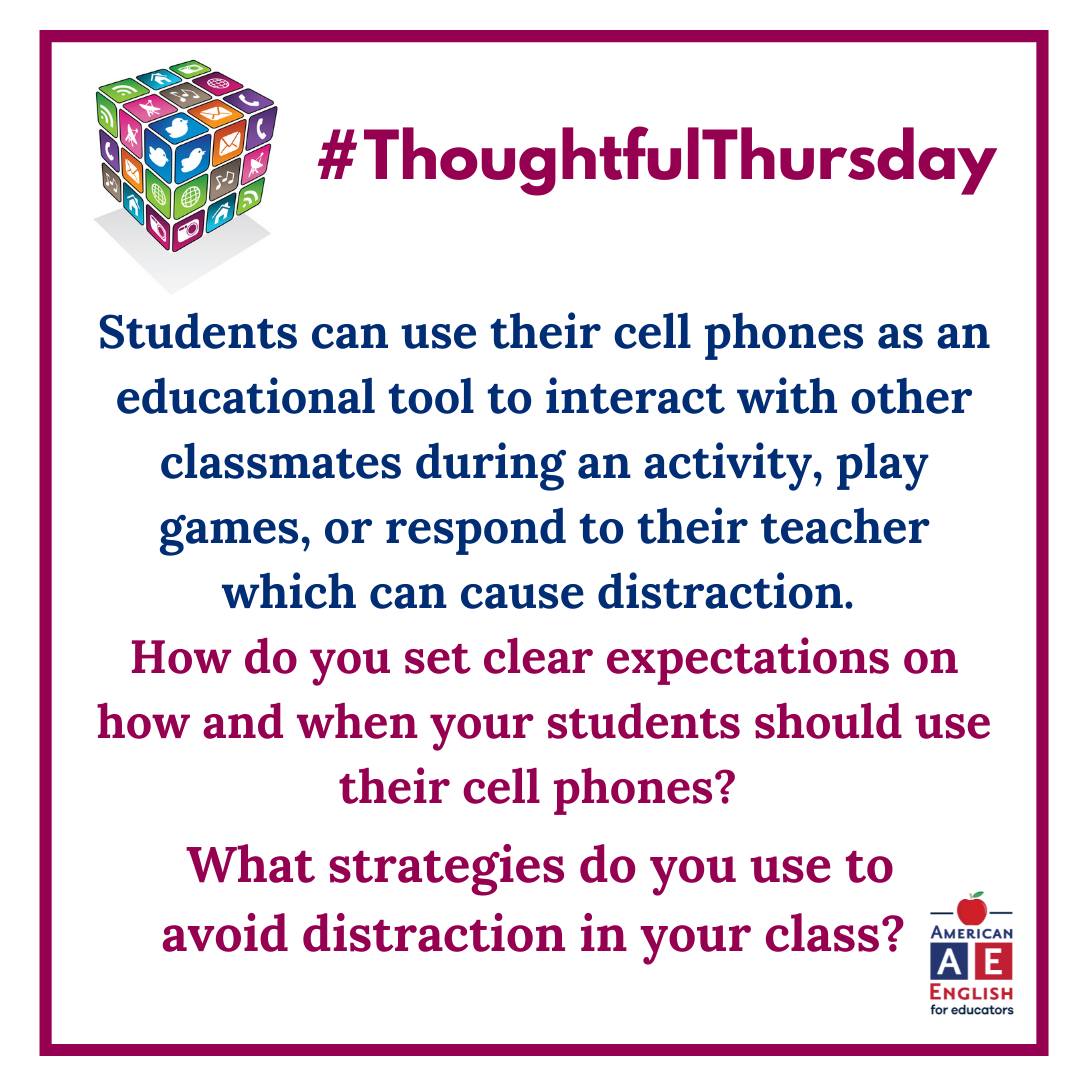 #ThoughtfulThursday
Students can use their cell phones as an
educational tool to interact with other
classmates during an activity, play
games, or respond to their teacher
which can cause distraction.
How do you set clear expectations on
how and when your students should use
their cell phones?
What strategies do you use to
avoid distraction in your class?
AMERICAN
A E
ENGLISH
for educators